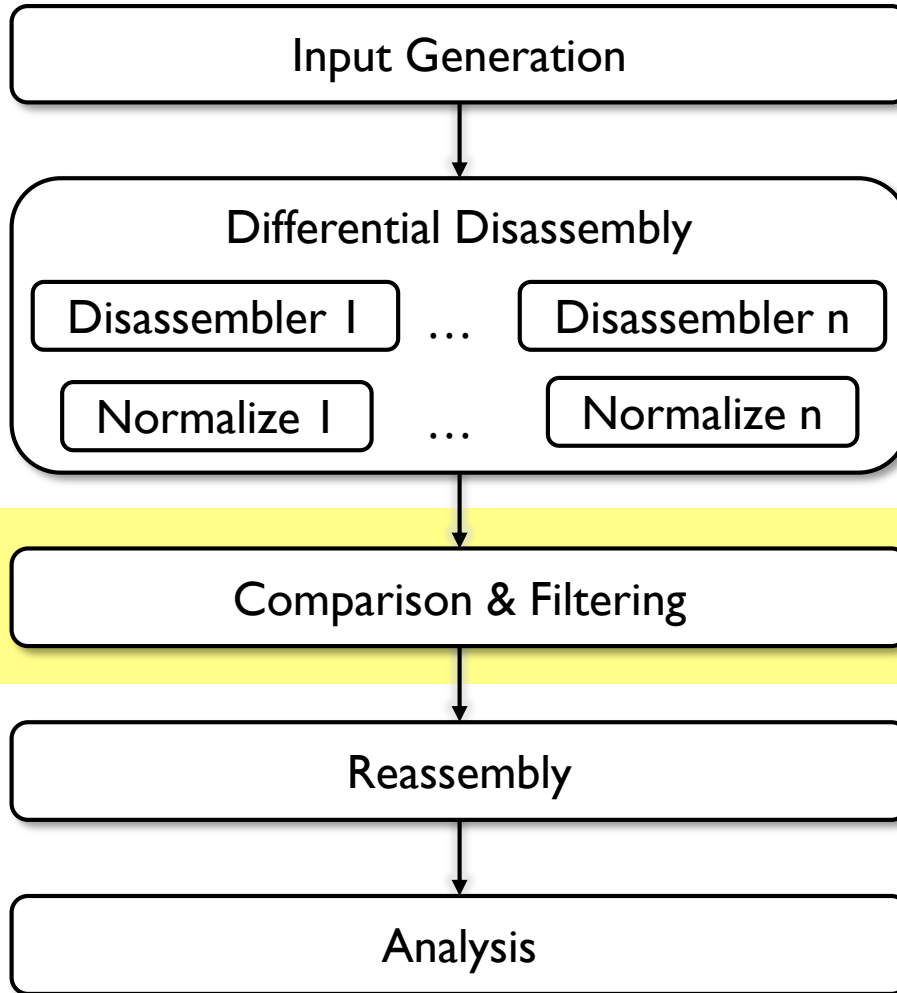 Input Generation
Differential Disassembly
Disassembler 1 … Disassembler n
Normalize 1 … Normalize n
Comparison & Filtering
Reassembly
Analysis